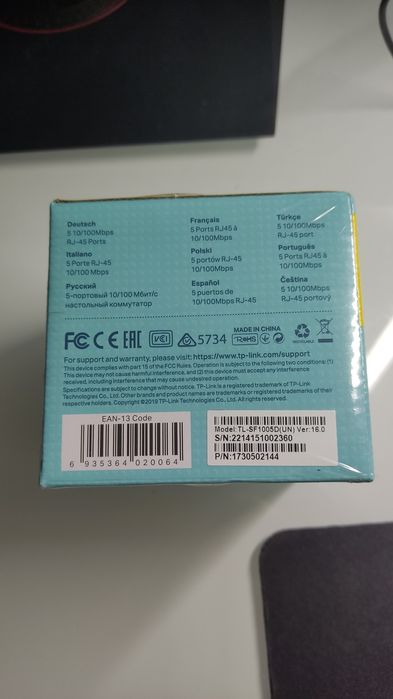 Deutsch
5 10/100Mbps
RJ-45 Ports
Français
5 Ports RJ45 à
10/100Mbps
Türkçe
5 10/100Mbps
RJ-45 port
Italiano
5 Porte RJ-45
10/100 Mbps
Polski
5 portów RJ-45
10/100Mbps
Português
5 Ports RJ45 à
10/100Mbps
Русский
5-портовый 10/100 Мбит/с
настольный коммутатор
Español
5 puertos de
10/100Mbps RJ-45
Čeština
5 10/100Mbps
RJ-45 portový
FC CE EAC VCCI 5734 MADE IN CHINA
RoHS RECYCLABLE
For support and warranty, please visit: https://www.tp-link.com/support
This device complies with part 15 of the FCC Rules. Operation is subject to the following two conditions: (1)
This device may not cause harmful interference, and (2) this device must accept any interference
received, including interference that may cause undesired operation.
Specifications are subject to change without notice. TP-Link is a registered trademark of TP-Link
Technologies Co., Ltd. Other brands and product names are trademarks or registered trademarks of their
respective holders. Copyright ©2019 TP-Link Technologies Co., Ltd. All rights reserved.
EAN-13 Code
6 935364 020064
Model: TL-SF1005D(UN) Ver: 16.0
S/N:2214151002360
P/N:1730502144